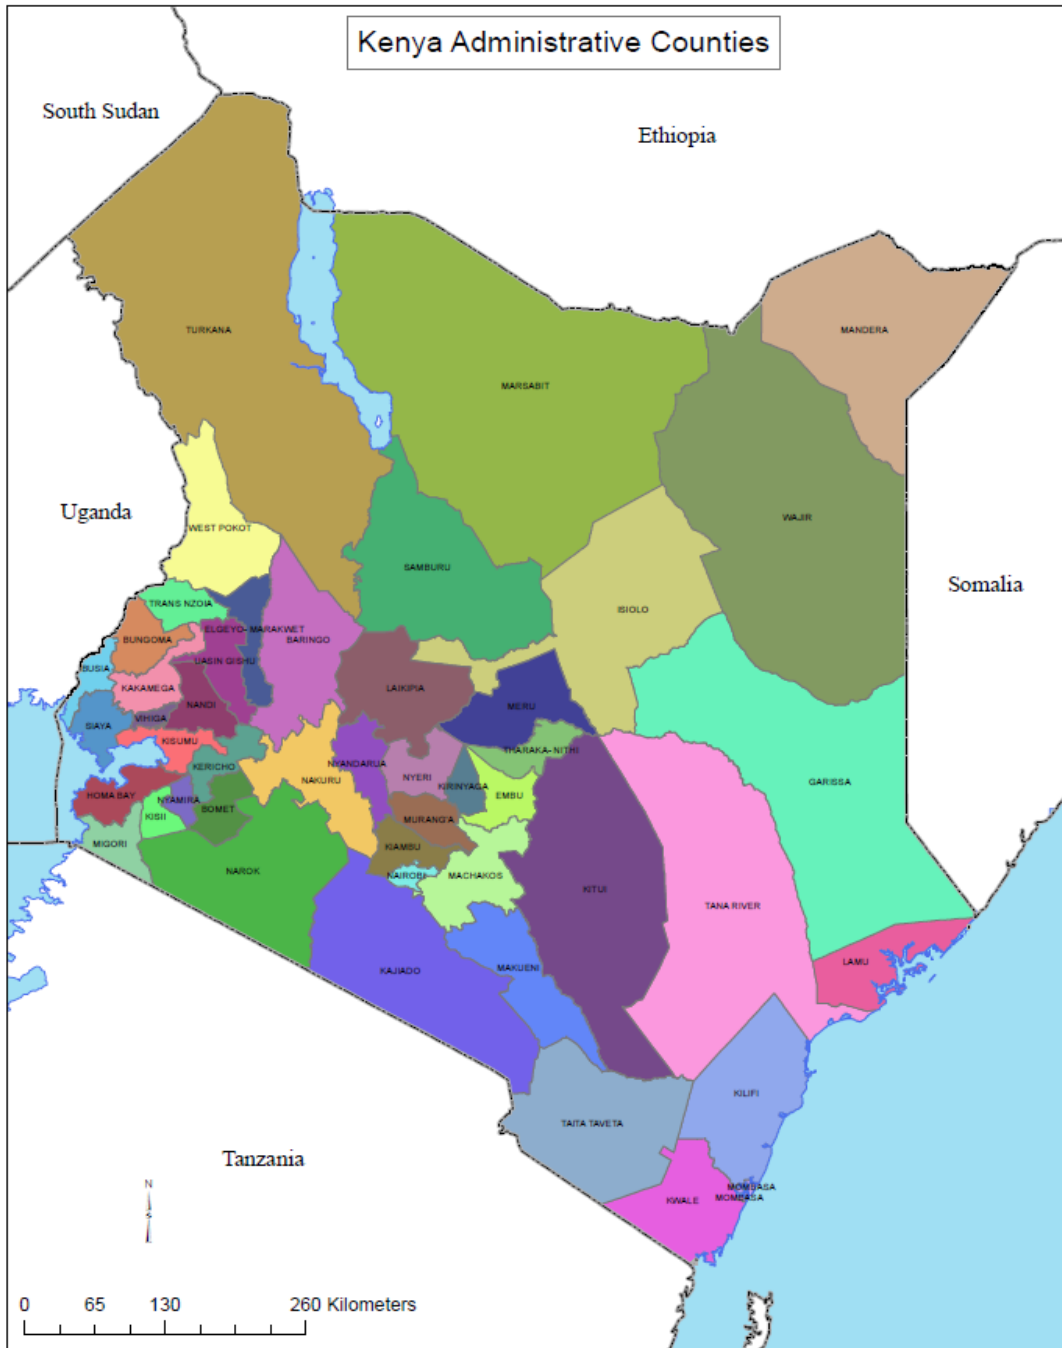 Kenya Administrative Counties
South Sudan
Ethiopia
TURKANA
MANDERA
MARSABIT
Uganda
WEST POKOT
WAJIR
SAMBURU
Somalia
TRANS NZOIA
ISIOLO
ELGEYO- MARAKWET
BUNGOMA
BARINGO
UASIN GISHU
BUSIA
KAKAMEGA
LAIKIPIA
NANDI
MERU
VIHIGA
SIAYA
KISUMU
THARAKA- NITHI
NYANDARUA
KERICHO
NAKURU
NYERI
GARISSA
KIRINYAGA
HOMA BAY
NYAMIRA
EMBU
BOMET
KISII
MURANG'A
MIGORI
KIAMBU
NAROK
NAIROBI
MACHAKOS
KITUI
TANA RIVER
LAMU
KAJIADO
MAKUENI
KILIFI
TAITA TAVETA
Tanzania
MOMBASA
MOMBASA
KWALE
N
S
0 65 130 260 Kilometers